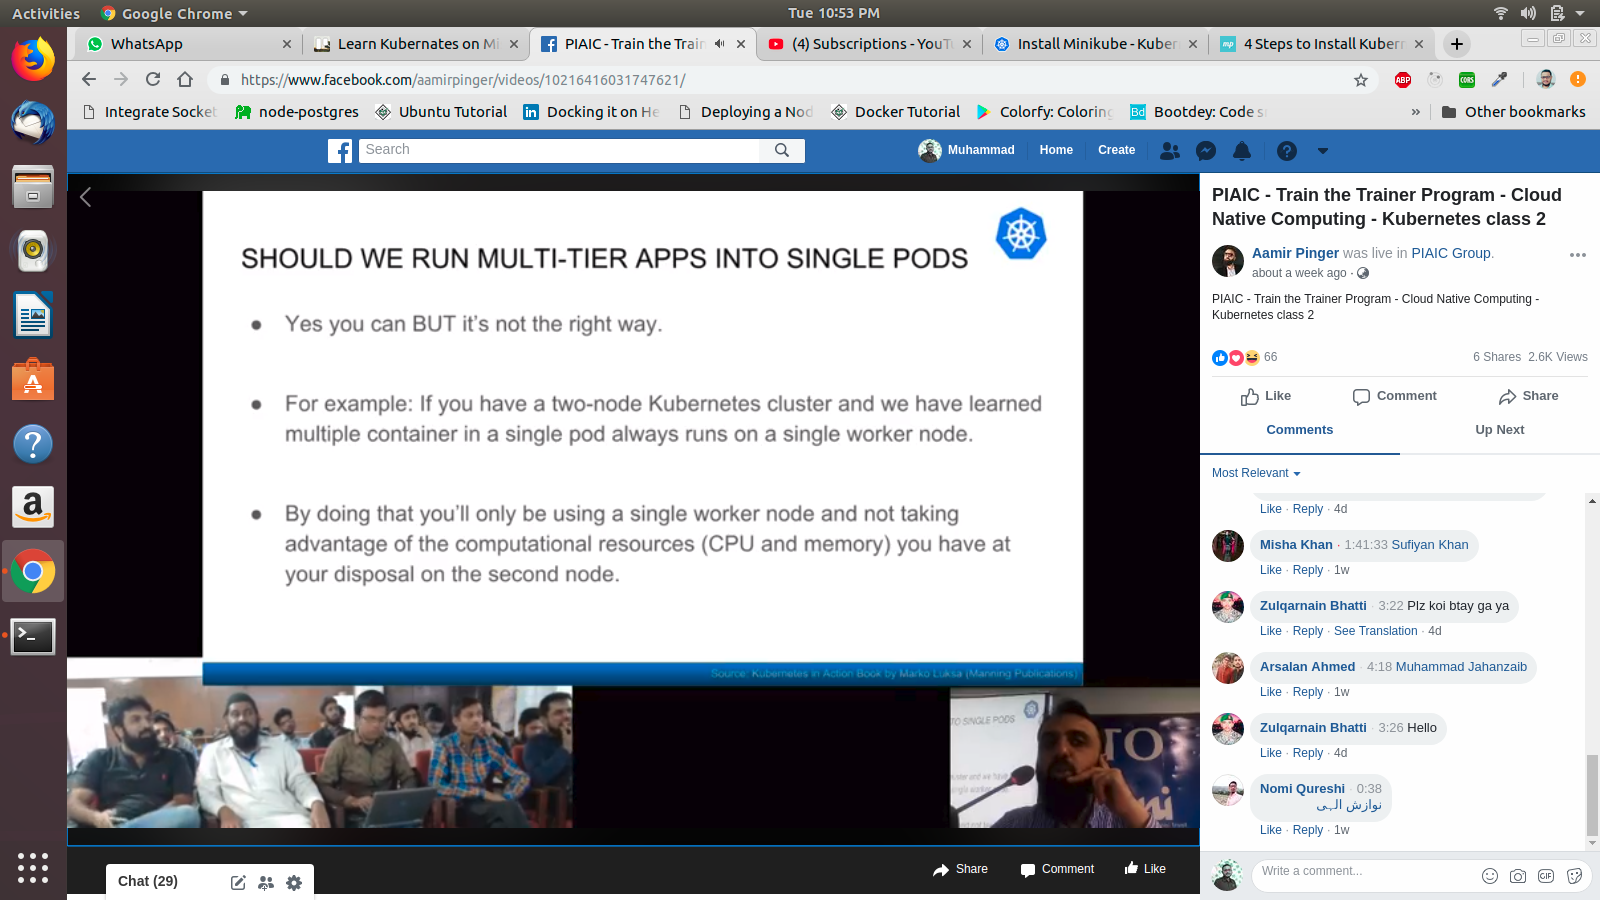 Activities
Google Chrome
Tue 10:53 PM
WhatsApp
Learn Kubernates on Mi
PIAIC - Train the Train
(4) Subscriptions - YouTu
Install Minikube - Kuber
4 Steps to Install Kubern
https://www.facebook.com/aamirpinger/videos/10216416031747621/
ABP
CORS
Integrate Socket
node-postgres
Ubuntu Tutorial
Docking it on He
Deploying a Nod
Docker Tutorial
Colorfy: Coloring
Bootdey: Code s
»
Other bookmarks
Search
Muhammad
Home
Create
SHOULD WE RUN MULTI-TIER APPS INTO SINGLE PODS
● Yes you can BUT it's not the right way.
● For example: If you have a two-node Kubernetes cluster and we have learned
multiple container in a single pod always runs on a single worker node.
● By doing that you'll only be using a single worker node and not taking
advantage of the computational resources (CPU and memory) you have at
your disposal on the second node.
Source: Kubernetes in Action Book by Marko Luksa (Manning Publications)
TO SINGLE PODS
Share
Comment
Like
Chat (29)
PIAIC - Train the Trainer Program - Cloud
Native Computing - Kubernetes class 2
Aamir Pinger was live in PIAIC Group.
about a week ago ·
PIAIC - Train the Trainer Program - Cloud Native Computing -
Kubernetes class 2
66
6 Shares 2.6K Views
Like
Comment
Share
Comments
Up Next
Most Relevant
Like · Reply · 4d
Misha Khan · 1:41:33 Sufiyan Khan
Like · Reply · 1w
Zulqarnain Bhatti · 3:22 Plz koi btay ga ya
Like · Reply · See Translation · 4d
Arsalan Ahmed · 4:18 Muhammad Jahanzaib
Like · Reply · 1w
Zulqarnain Bhatti · 3:26 Hello
Like · Reply · 4d
Nomi Qureshi · 0:38
نوازش الہی
Like · Reply · 1w
Write a comment...
GIF